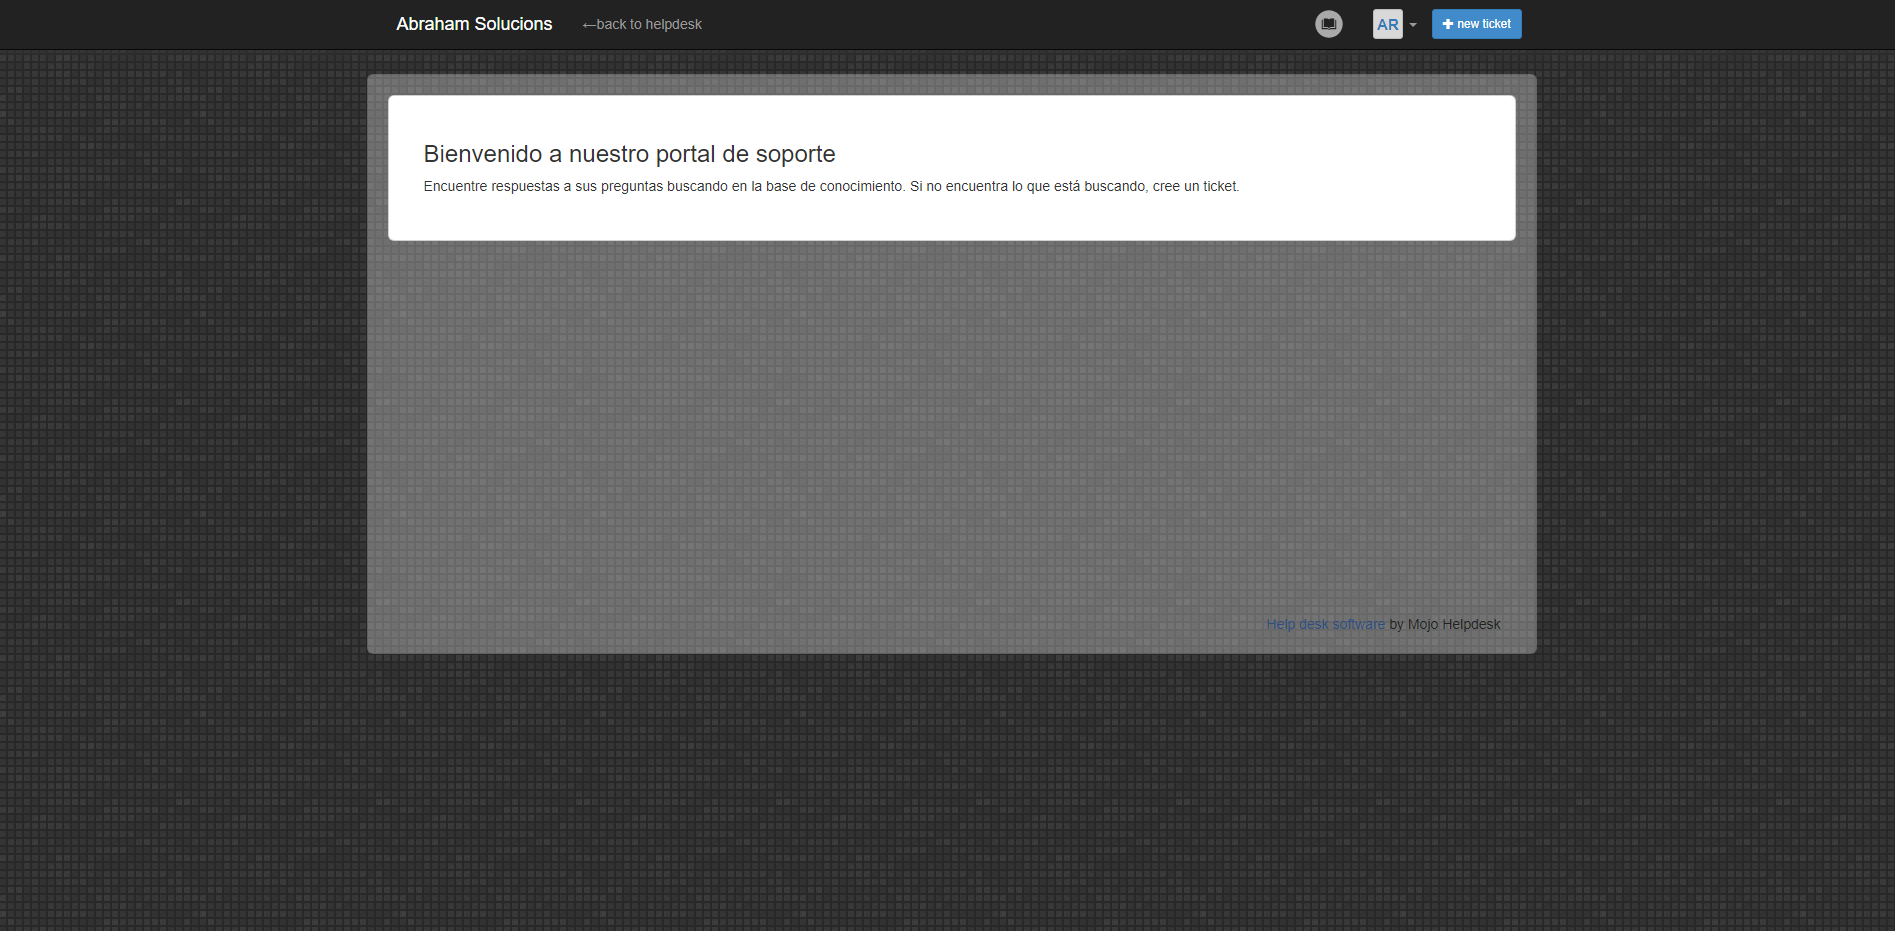 Abraham Solucions
←back to helpdesk
AR
new ticket
Bienvenido a nuestro portal de soporte
Encuentre respuestas a sus preguntas buscando en la base de conocimiento. Si no encuentra lo que está buscando, cree un ticket.
Help desk software by Mojo Helpdesk